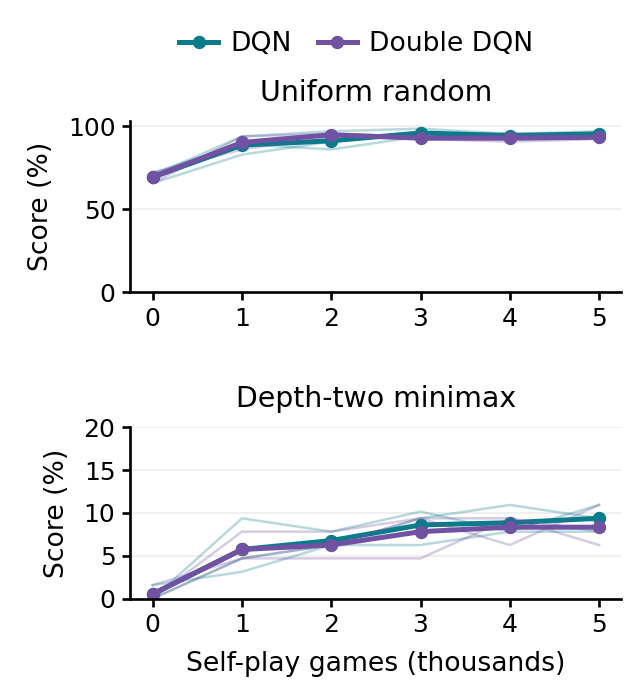 DQN Double DQN
Uniform random
100
50
0
Score (%)
0 1 2 3 4 5
Depth-two minimax
20
15
10
5
0
Score (%)
0 1 2 3 4 5
Self-play games (thousands)